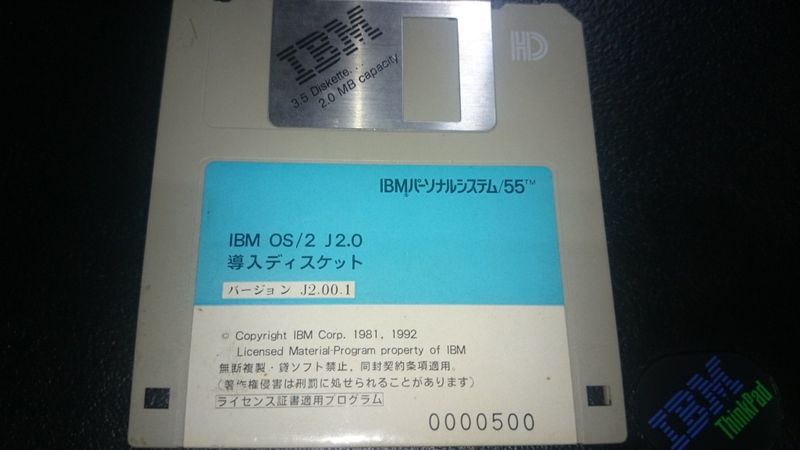 IBM
3.5 Diskette...
2.0 MB capacity
HD
IBMパーソナルシステム/55™
IBM OS/2 J2.0
導入ディスケット
バージョン J2.00.1
© Copyright IBM Corp. 1981, 1992
Licensed Material-Program property of IBM
無断複製・貸ソフト禁止，同封契約条項適用。
（著作権侵害は刑罰に処せられることがあります）
ライセンス証書適用プログラム
0000500
IBM
ThinkPad